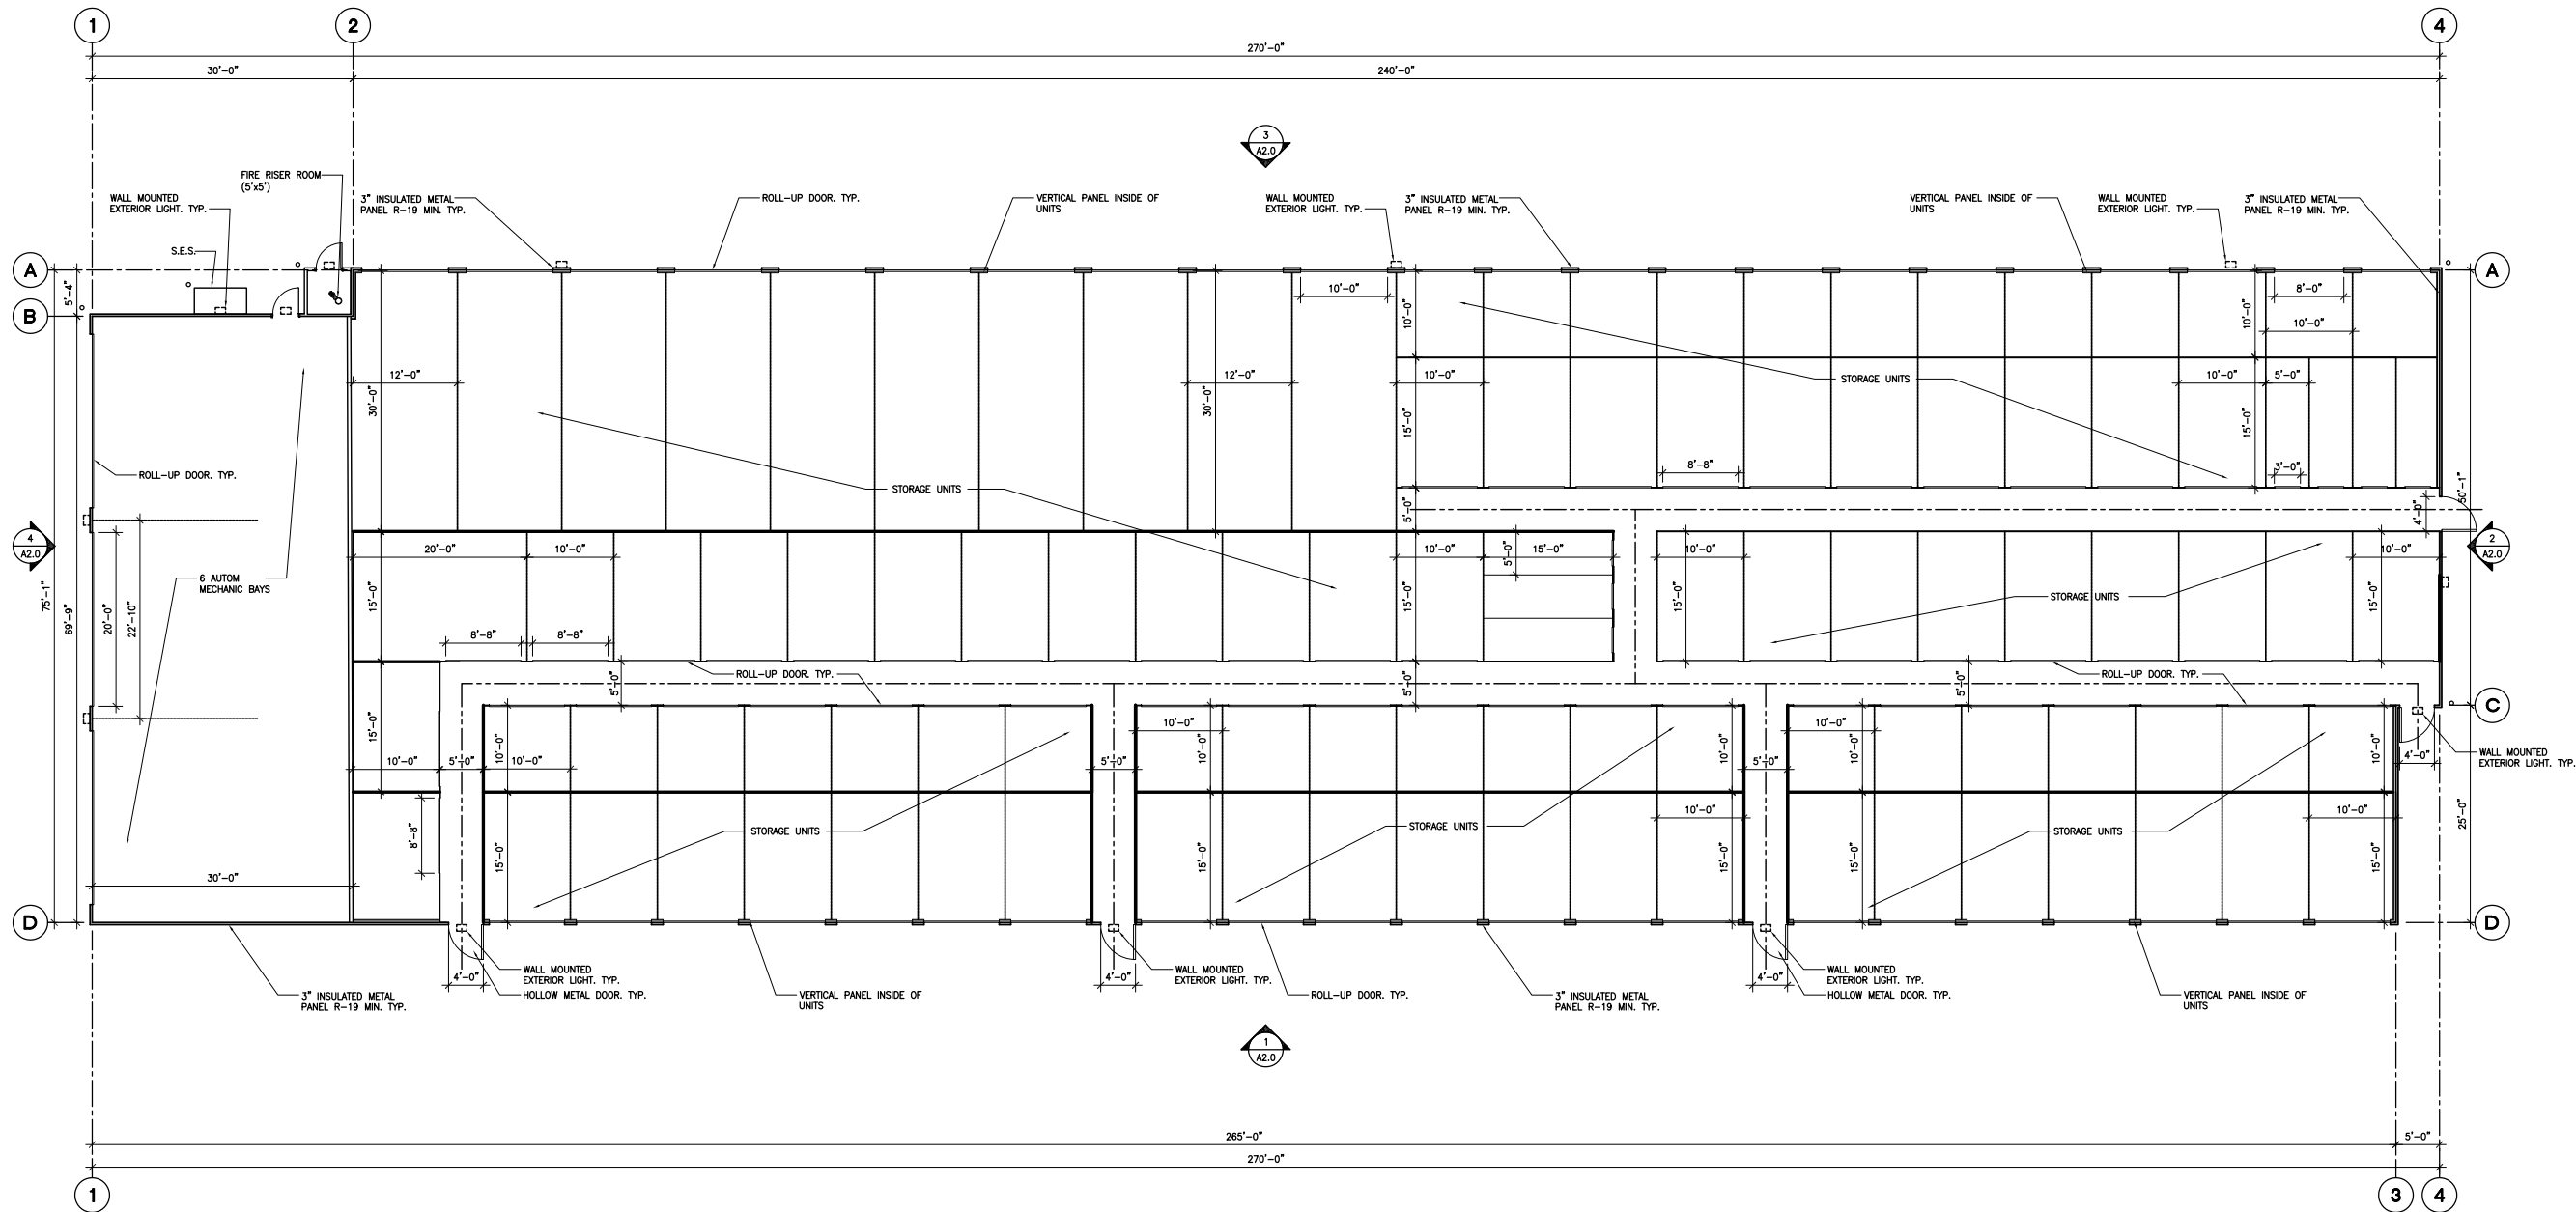 1
2
4
270'-0"
30'-0"
240'-0"
3
A2.0
FIRE RISER ROOM
(5'x5')
WALL MOUNTED
EXTERIOR LIGHT. TYP.
3" INSULATED METAL
PANEL R-19 MIN. TYP.
ROLL-UP DOOR. TYP.
VERTICAL PANEL INSIDE OF
UNITS
WALL MOUNTED
EXTERIOR LIGHT. TYP.
3" INSULATED METAL
PANEL R-19 MIN. TYP.
VERTICAL PANEL INSIDE OF
UNITS
WALL MOUNTED
EXTERIOR LIGHT. TYP.
3" INSULATED METAL
PANEL R-19 MIN. TYP.
S.E.S.
A
A
5'-4"
10'-0"
8'-0"
10'-0"
10'-0"
B
10'-0"
12'-0"
30'-0"
12'-0"
30'-0"
10'-0"
STORAGE UNITS
10'-0"
5'-0"
15'-0"
15'-0"
8'-8"
3'-0"
ROLL-UP DOOR. TYP.
STORAGE UNITS
50'-1"
5'-0"
4'-0"
4
A2.0
2
A2.0
20'-0"
10'-0"
10'-0"
5'-0"
15'-0"
10'-0"
10'-0"
6 AUTOM
MECHANIC BAYS
75'-1"
69'-9"
20'-0"
22'-10"
15'-0"
15'-0"
15'-0"
STORAGE UNITS
15'-0"
8'-8"
8'-8"
ROLL-UP DOOR. TYP.
5'-0"
5'-0"
5'-0"
ROLL-UP DOOR. TYP.
C
15'-0"
10'-0"
10'-0"
10'-0"
10'-0"
10'-0"
10'-0"
10'-0"
10'-0"
5'-0"
10'-0"
5'-0"
5'-0"
4'-0"
WALL MOUNTED
EXTERIOR LIGHT. TYP.
8'-8"
STORAGE UNITS
STORAGE UNITS
10'-0"
STORAGE UNITS
10'-0"
25'-0"
15'-0"
15'-0"
15'-0"
15'-0"
15'-0"
30'-0"
D
D
4'-0"
WALL MOUNTED
EXTERIOR LIGHT. TYP.
HOLLOW METAL DOOR. TYP.
4'-0"
WALL MOUNTED
EXTERIOR LIGHT. TYP.
4'-0"
WALL MOUNTED
EXTERIOR LIGHT. TYP.
HOLLOW METAL DOOR. TYP.
3" INSULATED METAL
PANEL R-19 MIN. TYP.
VERTICAL PANEL INSIDE OF
UNITS
ROLL-UP DOOR. TYP.
3" INSULATED METAL
PANEL R-19 MIN. TYP.
VERTICAL PANEL INSIDE OF
UNITS
1
A2.0
265'-0"
5'-0"
270'-0"
1
3
4